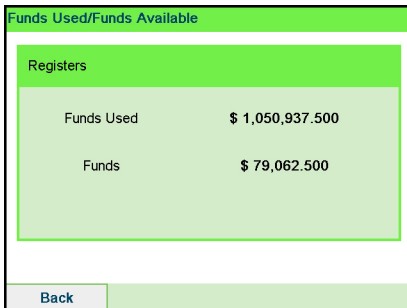 Funds Used/Funds Available
Registers
Funds Used $ 1,050,937.500
Funds $ 79,062.500
Back